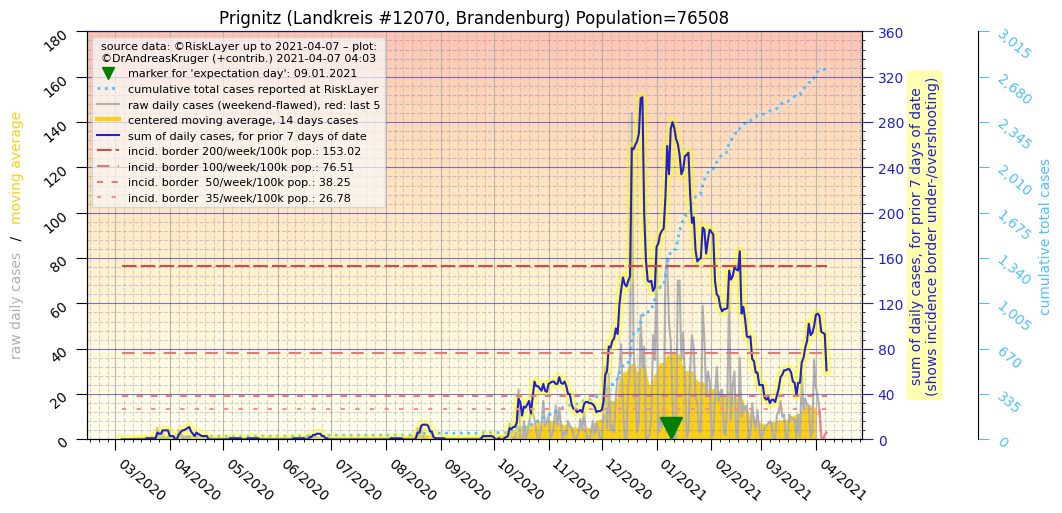 Prignitz (Landkreis #12070, Brandenburg) Population=76508
source data: ©RiskLayer up to 2021-04-07 – plot:
©DrAndreasKruger (+contrib.) 2021-04-07 04:03
marker for 'expectation day': 09.01.2021
cumulative total cases reported at RiskLayer
raw daily cases (weekend-flawed), red: last 5
centered moving average, 14 days cases
sum of daily cases, for prior 7 days of date
incid. border 200/week/100k pop.: 153.02
incid. border 100/week/100k pop.: 76.51
incid. border  50/week/100k pop.: 38.25
incid. border  35/week/100k pop.: 26.78
raw daily cases  /  moving average
180
160
140
120
100
80
60
40
20
0
03/2020
04/2020
05/2020
06/2020
07/2020
08/2020
09/2020
10/2020
11/2020
12/2020
01/2021
02/2021
03/2021
04/2021
360
320
280
240
200
160
120
80
40
0
sum of daily cases, for prior 7 days of date
(shows incidence border under-/overshooting)
3,015
2,680
2,345
2,010
1,675
1,340
1,005
670
335
0
cumulative total cases